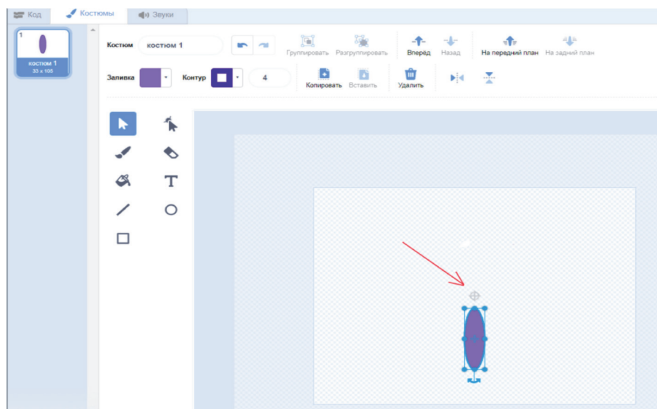 Код Костюмы Звуки
1
костюм 1
33 x 105
Костюм костюм 1 Группировать Разгруппировать Вперёд Назад На передний план На задний план
Заливка Контур 4 Копировать Вставить Удалить
T